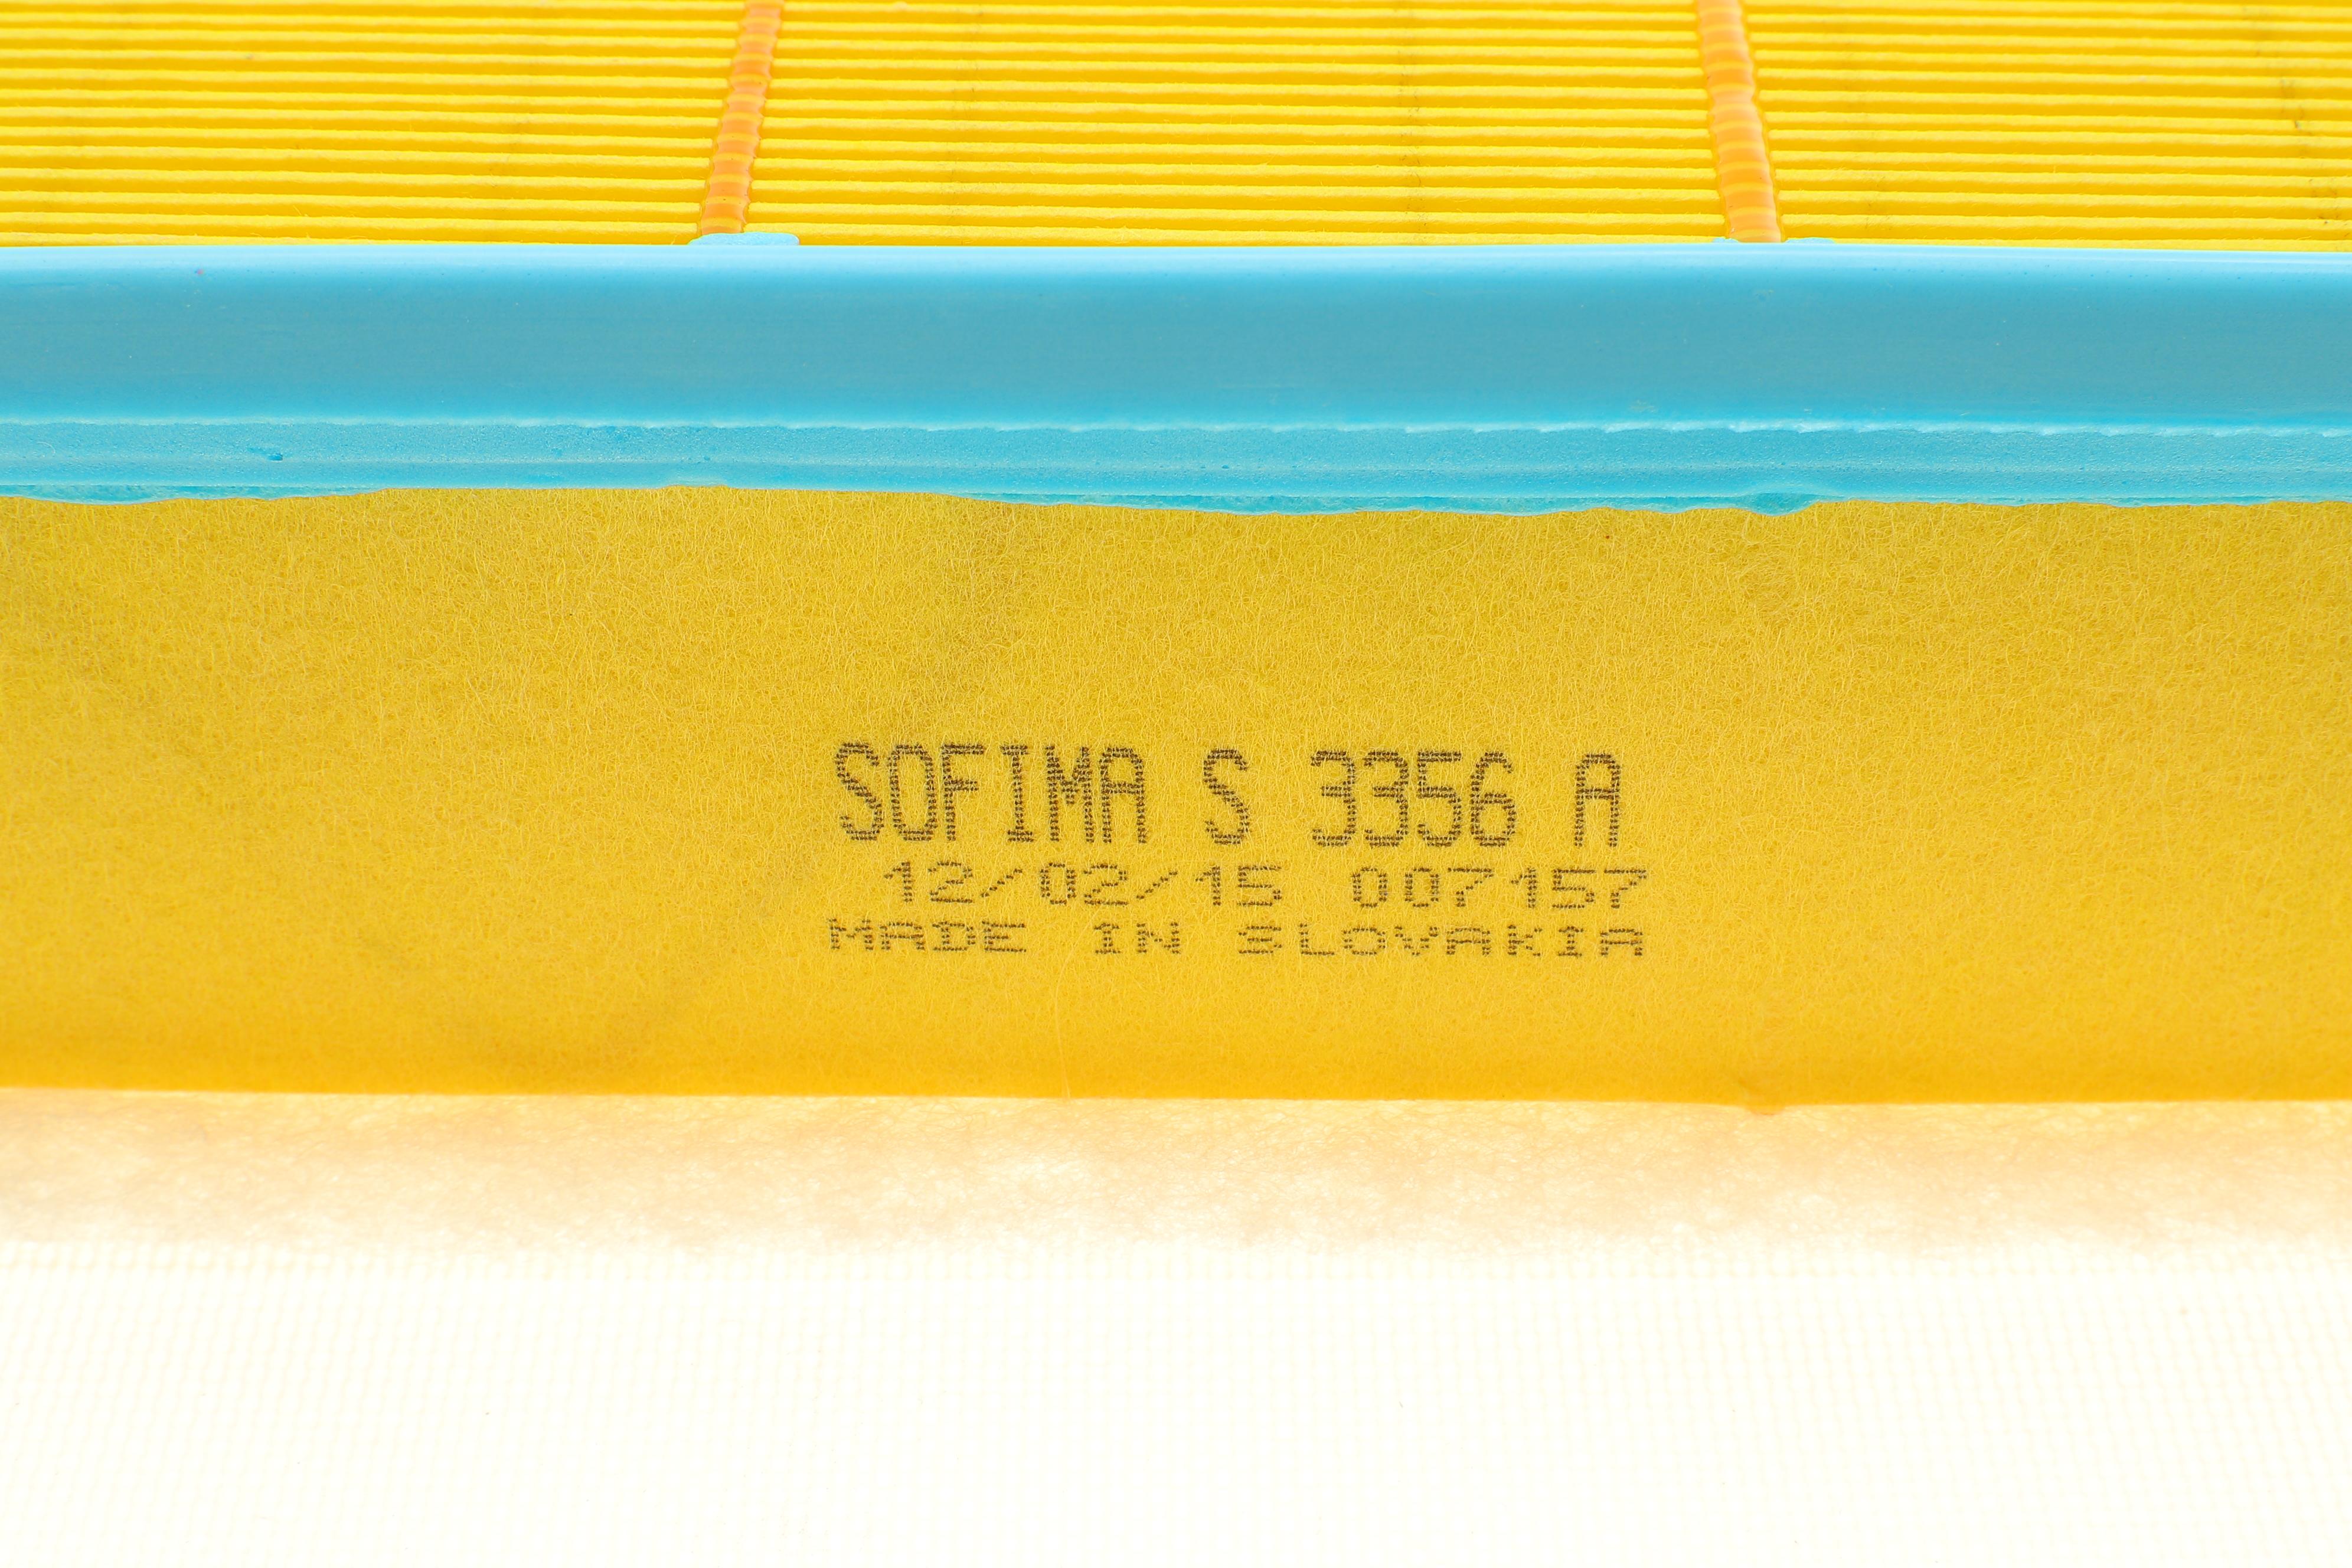 SOFIMA S 3356 A
12/02/15 007157
MADE IN SLOVAKIA